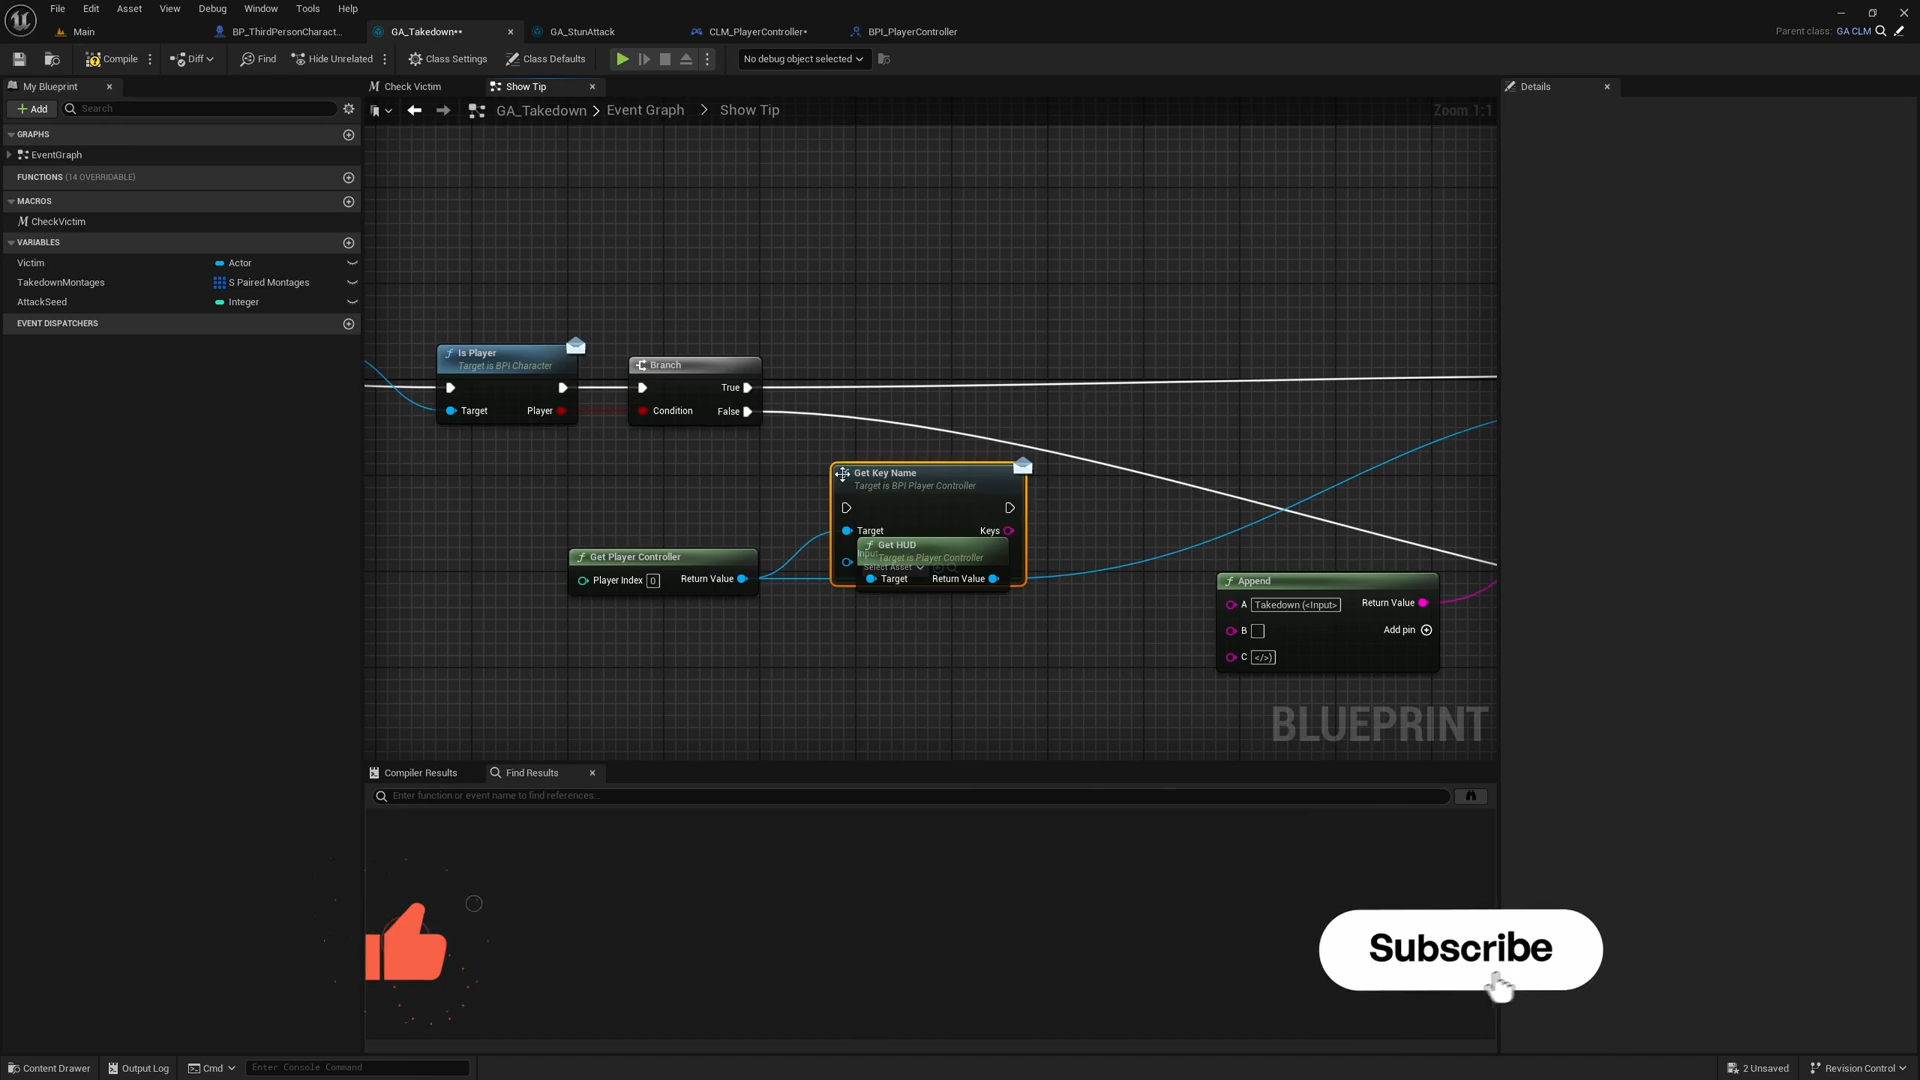 File Edit Asset View Debug Window Tools Help
Main BP_ThirdPersonCharact... GA_Takedown•• GA_StunAttack CLM_PlayerController• BPI_PlayerController Parent class: GA CLM
Compile Diff Find Hide Unrelated Class Settings Class Defaults No debug object selected
My Blueprint Check Victim Show Tip Details
Add Search GA_Takedown > Event Graph > Show Tip Zoom 1:1
GRAPHS
EventGraph
FUNCTIONS (14 OVERRIDABLE)
MACROS
CheckVictim
VARIABLES
Victim Actor
TakedownMontages S Paired Montages
AttackSeed Integer
EVENT DISPATCHERS
Is Player
Target is BPI Character
Target Player
Branch
True
Condition False
Get Key Name
Target is BPI Player Controller
Target Keys
Input
Select Asset
Get HUD
Target is Player Controller
Target Return Value
Get Player Controller
Player Index 0 Return Value
Append
A Takedown (<Input> Return Value
B Add pin
C </>)
BLUEPRINT
Compiler Results Find Results
Enter function or event name to find references...
Subscribe
Content Drawer Output Log Cmd Enter Console Command 2 Unsaved Revision Control